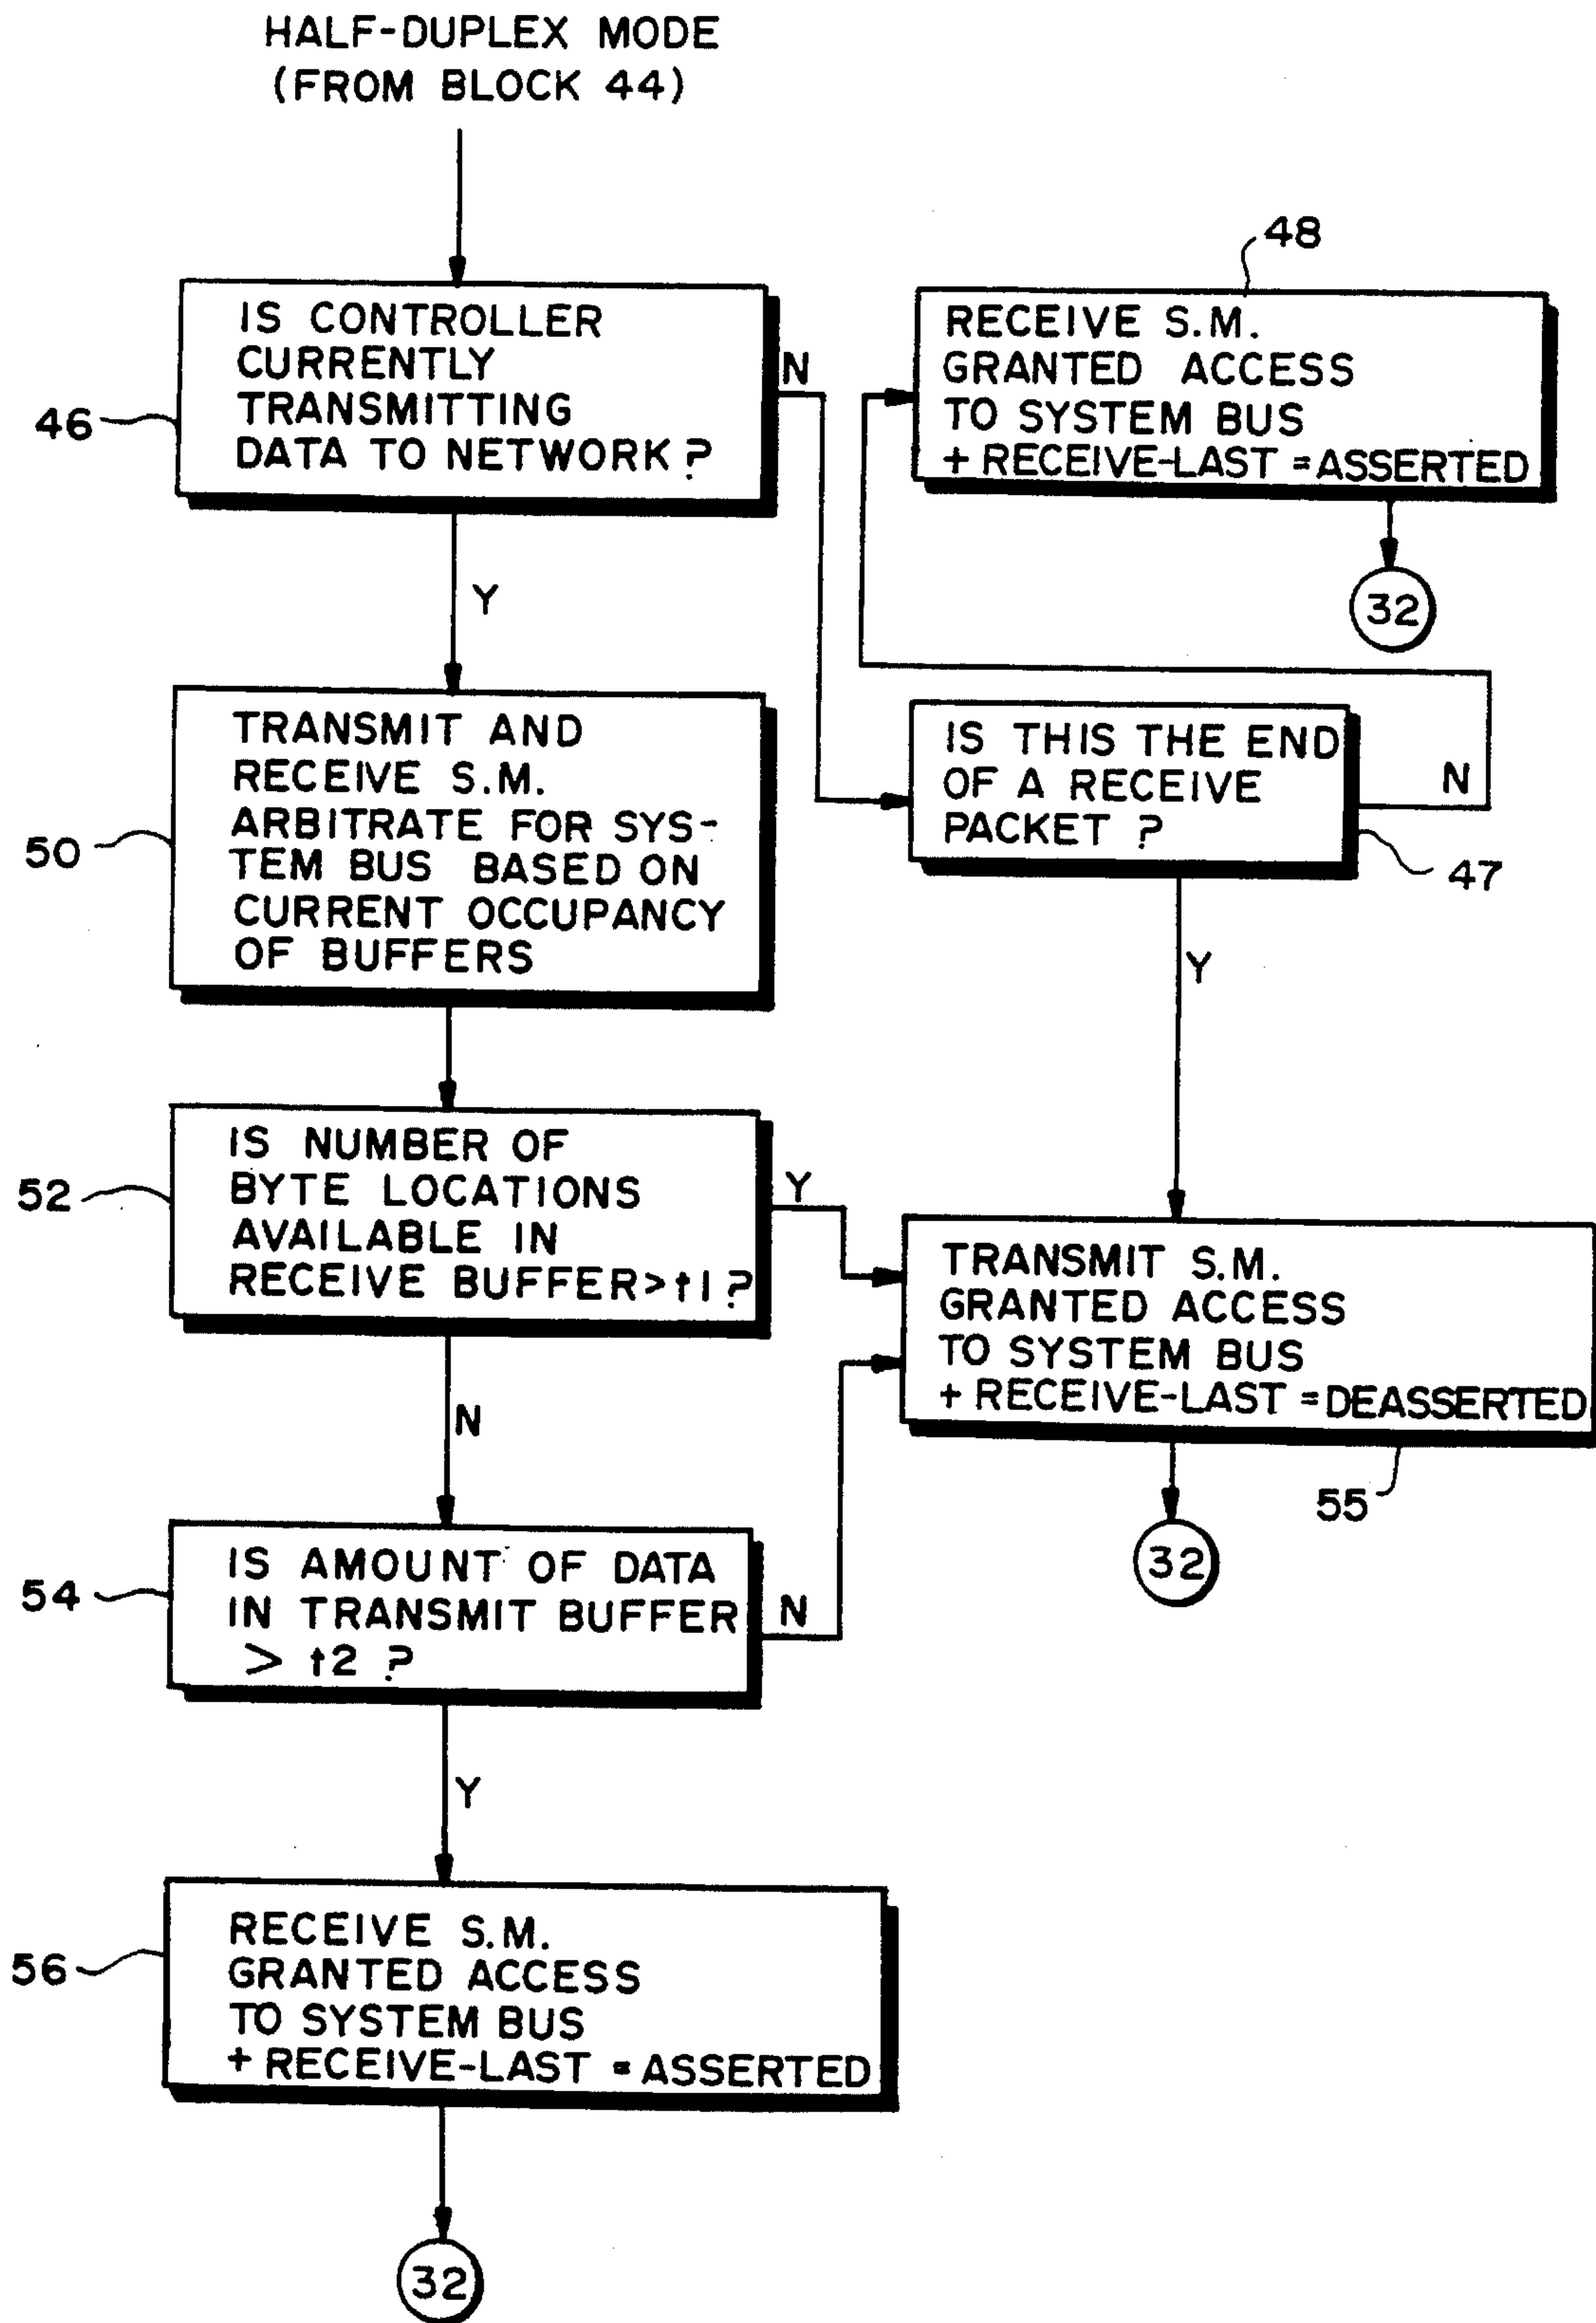 HALF-DUPLEX MODE
(FROM BLOCK 44)
46
IS CONTROLLER
CURRENTLY
TRANSMITTING
DATA TO NETWORK ?
N
Y
48
RECEIVE S.M.
GRANTED ACCESS
TO SYSTEM BUS
+ RECEIVE-LAST = ASSERTED
32
50
TRANSMIT AND
RECEIVE S.M.
ARBITRATE FOR SYS-
TEM BUS BASED ON
CURRENT OCCUPANCY
OF BUFFERS
IS THIS THE END
OF A RECEIVE
PACKET ?
N
47
Y
52
IS NUMBER OF
BYTE LOCATIONS
AVAILABLE IN
RECEIVE BUFFER > t1 ?
Y
N
TRANSMIT S.M.
GRANTED ACCESS
TO SYSTEM BUS
+ RECEIVE-LAST = DEASSERTED
55
32
54
IS AMOUNT OF DATA
IN TRANSMIT BUFFER
> t2 ?
N
Y
56
RECEIVE S.M.
GRANTED ACCESS
TO SYSTEM BUS
+ RECEIVE-LAST = ASSERTED
32